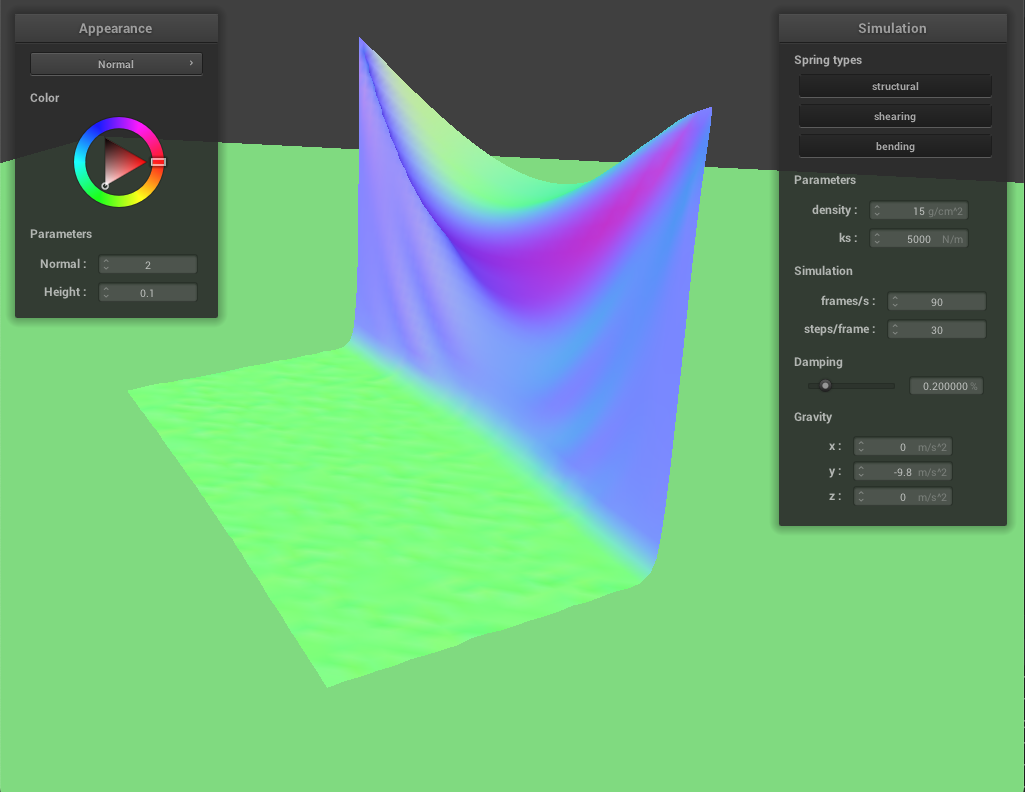 Appearance
Normal ›
Color
Parameters
Normal : 2
Height : 0.1
Simulation
Spring types
structural
shearing
bending
Parameters
density : 15 g/cm^2
ks : 5000 N/m
Simulation
frames/s : 90
steps/frame : 30
Damping
0.200000 %
Gravity
x : 0 m/s^2
y : -9.8 m/s^2
z : 0 m/s^2